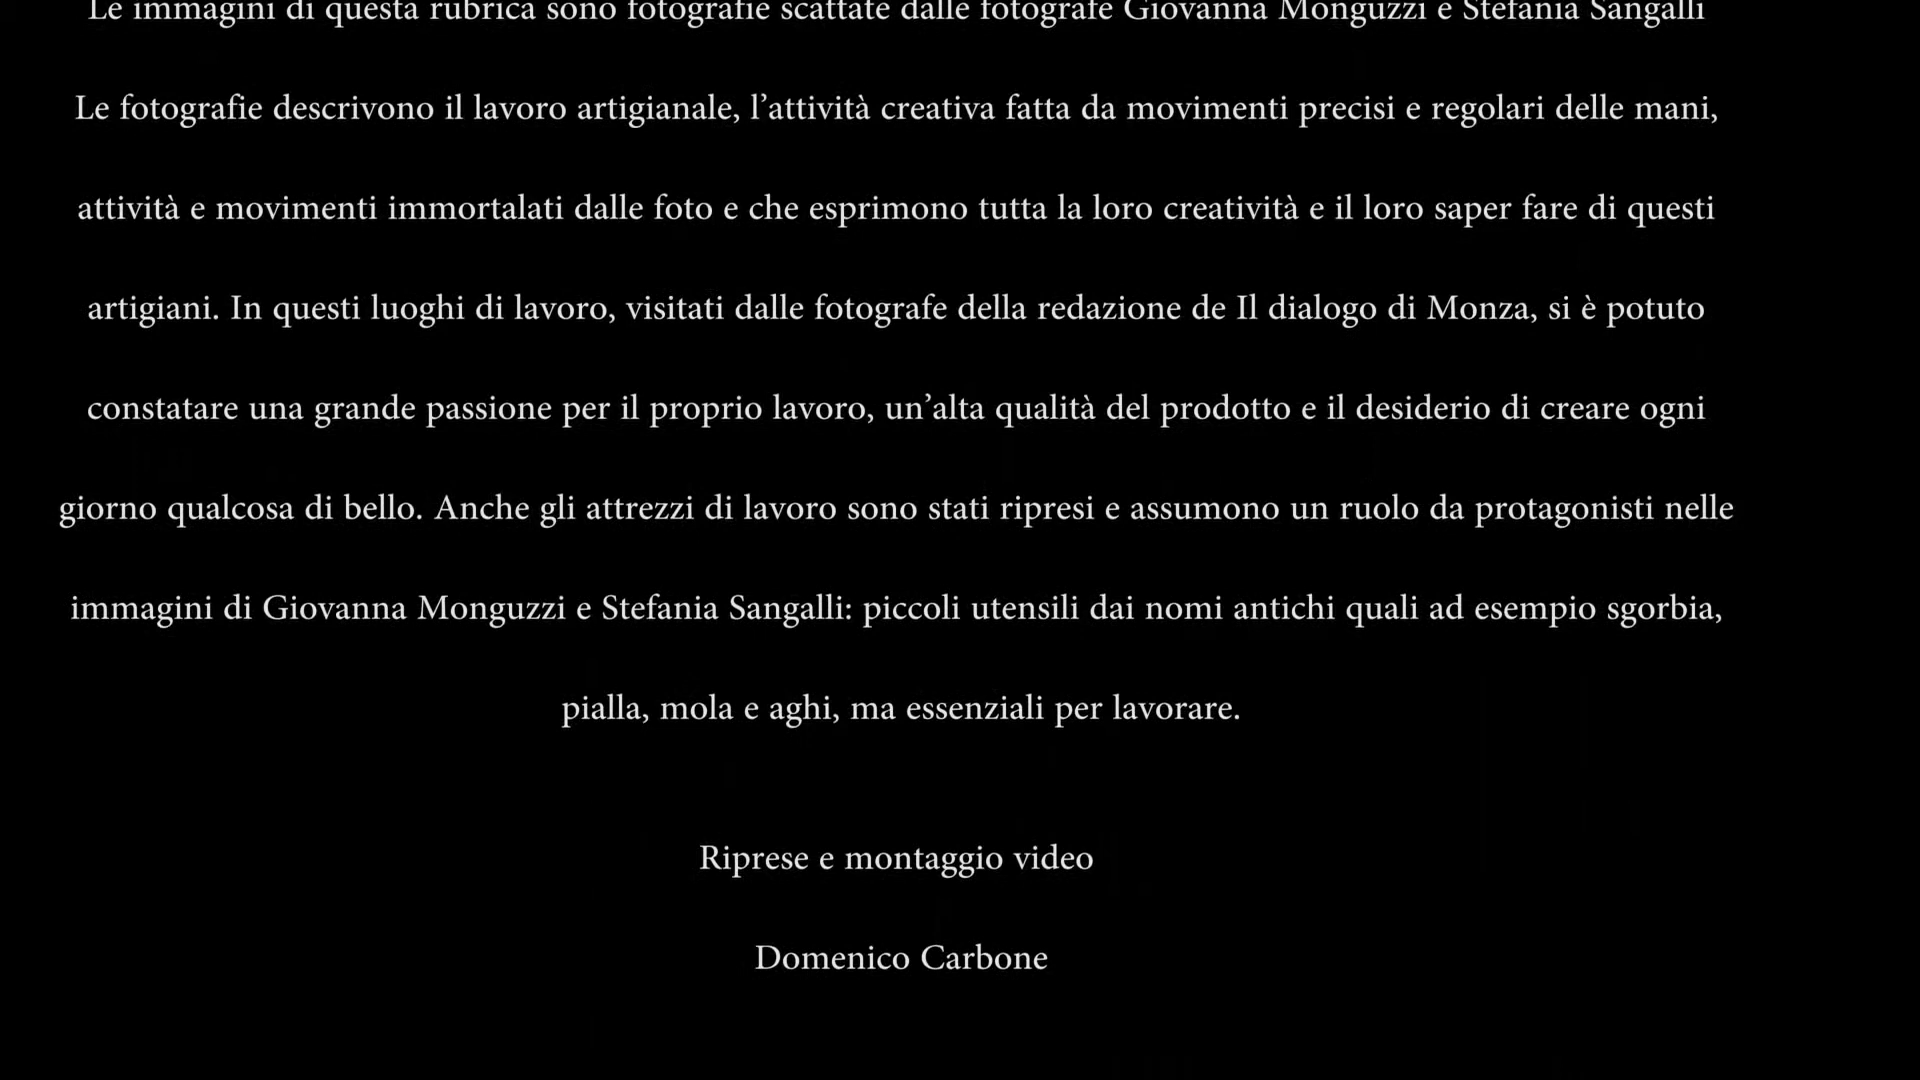 Le immagini di questa rubrica sono fotografie scattate dalle fotografe Giovanna Monguzzi e Stefania Sangalli
Le fotografie descrivono il lavoro artigianale, l’attività creativa fatta da movimenti precisi e regolari delle mani,
attività e movimenti immortalati dalle foto e che esprimono tutta la loro creatività e il loro saper fare di questi
artigiani. In questi luoghi di lavoro, visitati dalle fotografe della redazione de Il dialogo di Monza, si è potuto
constatare una grande passione per il proprio lavoro, un’alta qualità del prodotto e il desiderio di creare ogni
giorno qualcosa di bello. Anche gli attrezzi di lavoro sono stati ripresi e assumono un ruolo da protagonisti nelle
immagini di Giovanna Monguzzi e Stefania Sangalli: piccoli utensili dai nomi antichi quali ad esempio sgorbia,
pialla, mola e aghi, ma essenziali per lavorare.
Riprese e montaggio video
Domenico Carbone